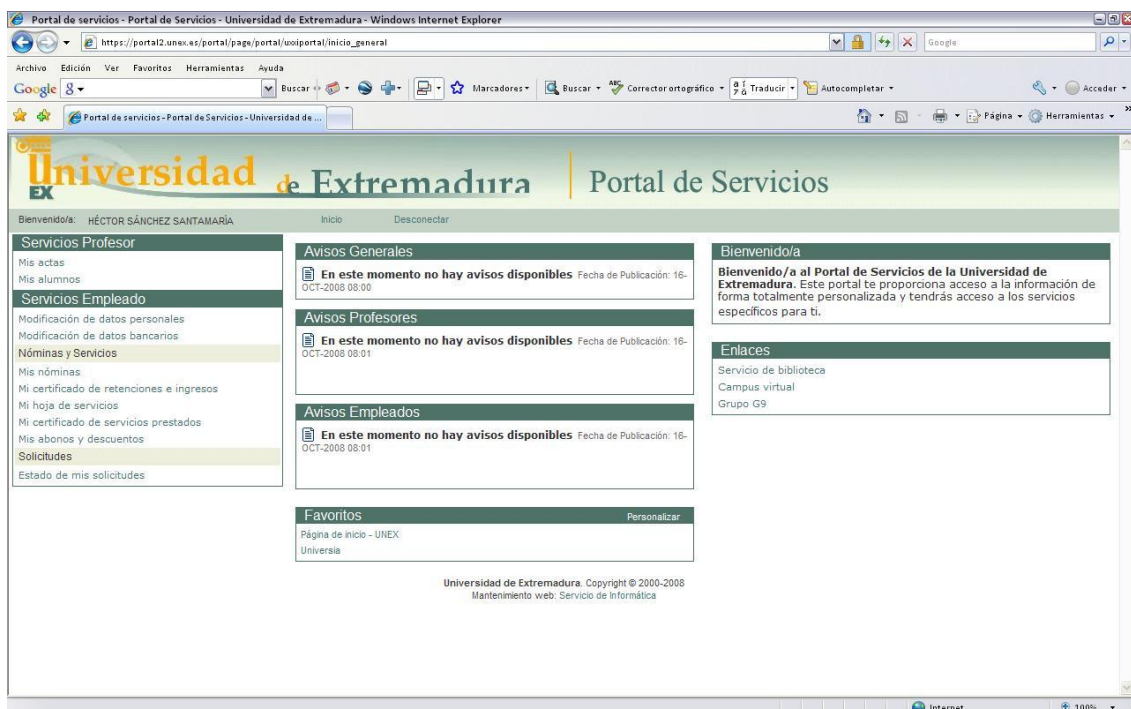 Portal de servicios - Portal de Servicios - Universidad de Extremadura - Windows Internet Explorer
https://portal2.unex.es/portal/page/portal/uxxiportal/inicio_general
Google
Archivo Edición Ver Favoritos Herramientas Ayuda
Google Buscar Marcadores Buscar Corrector ortográfico Traducir Autocompletar Acceder
Portal de servicios - Portal de Servicios - Universidad de ... Página Herramientas
Universidad de Extremadura Portal de Servicios
EX
Bienvenido/a: HÉCTOR SÁNCHEZ SANTAMARÍA Inicio Desconectar
Servicios Profesor
Mis actas
Mis alumnos
Servicios Empleado
Modificación de datos personales
Modificación de datos bancarios
Nóminas y Servicios
Mis nóminas
Mi certificado de retenciones e ingresos
Mi hoja de servicios
Mi certificado de servicios prestados
Mis abonos y descuentos
Solicitudes
Estado de mis solicitudes
Avisos Generales
En este momento no hay avisos disponibles Fecha de Publicación: 16-
OCT-2008 08:00
Avisos Profesores
En este momento no hay avisos disponibles Fecha de Publicación: 16-
OCT-2008 08:01
Avisos Empleados
En este momento no hay avisos disponibles Fecha de Publicación: 16-
OCT-2008 08:01
Favoritos Personalizar
Página de inicio - UNEX
Universia
Bienvenido/a
Bienvenido/a al Portal de Servicios de la Universidad de
Extremadura. Este portal te proporciona acceso a la información de
forma totalmente personalizada y tendrás acceso a los servicios
específicos para ti.
Enlaces
Servicio de biblioteca
Campus virtual
Grupo G9
Universidad de Extremadura. Copyright © 2000-2008
Mantenimiento web: Servicio de Informática
Internet 100%